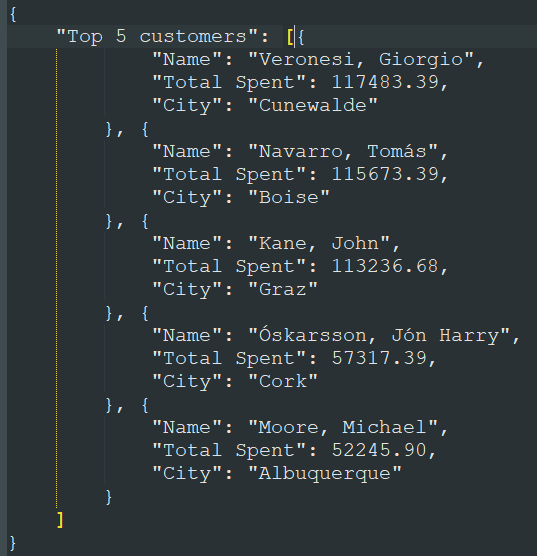 {
    "Top 5 customers": [{
            "Name": "Veronesi, Giorgio",
            "Total Spent": 117483.39,
            "City": "Cunewalde"
        }, {
            "Name": "Navarro, Tomás",
            "Total Spent": 115673.39,
            "City": "Boise"
        }, {
            "Name": "Kane, John",
            "Total Spent": 113236.68,
            "City": "Graz"
        }, {
            "Name": "Óskarsson, Jón Harry",
            "Total Spent": 57317.39,
            "City": "Cork"
        }, {
            "Name": "Moore, Michael",
            "Total Spent": 52245.90,
            "City": "Albuquerque"
        }
    ]
}